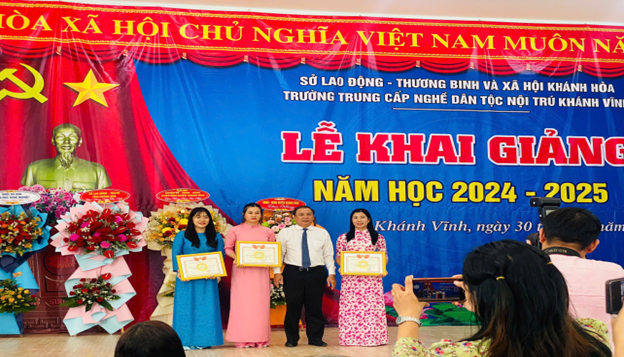 HÒA XÃ HỘI CHỦ NGHĨA VIỆT NAM MUÔN NĂ
SỞ LAO ĐỘNG - THƯƠNG BINH VÀ XÃ HỘI KHÁNH HÒA
TRƯỜNG TRUNG CẤP NGHỀ DÂN TỘC NỘI TRÚ KHÁNH VĨNH
LỄ KHAI GIẢNG
NĂM HỌC 2024 - 2025
Khánh Vĩnh, ngày 30
năm